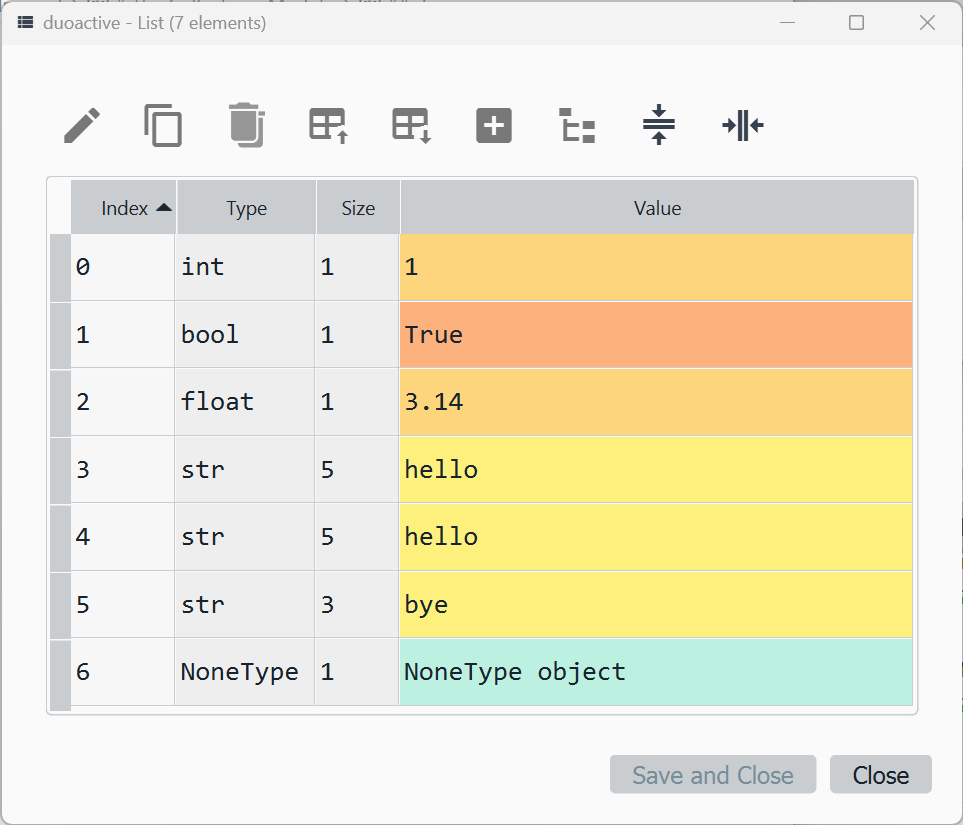 duoactive - List (7 elements)
Index Type Size Value
0 int 1 1
1 bool 1 True
2 float 1 3.14
3 str 5 hello
4 str 5 hello
5 str 3 bye
6 NoneType 1 NoneType object
Save and Close Close